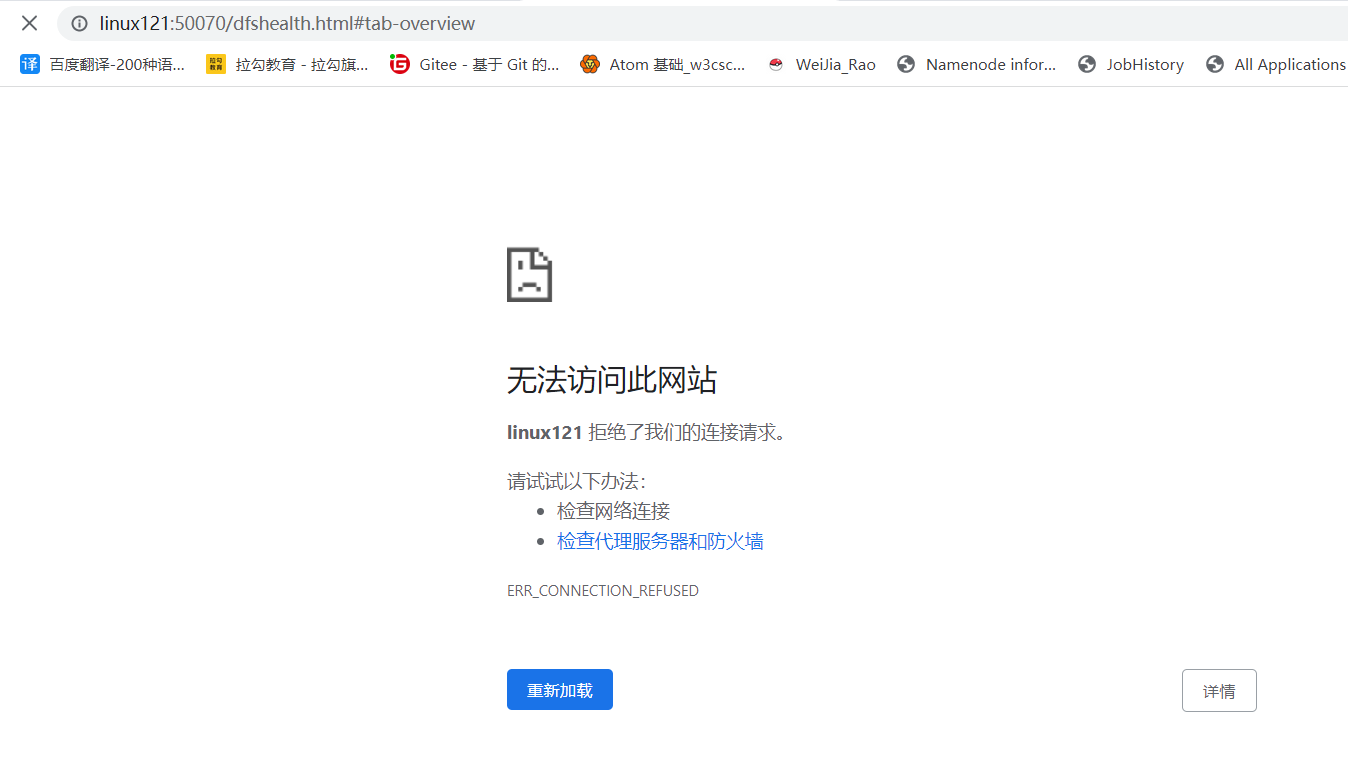 linux121:50070/dfshealth.html#tab-overview
译 百度翻译-200种语... 拉勾教育 拉勾教育 - 拉勾旗... G Gitee - 基于 Git 的... Atom 基础_w3csc... WeiJia_Rao Namenode infor... JobHistory All Applications
无法访问此网站
linux121 拒绝了我们的连接请求。
请试试以下办法：
• 检查网络连接
• 检查代理服务器和防火墙
ERR_CONNECTION_REFUSED
重新加载 详情